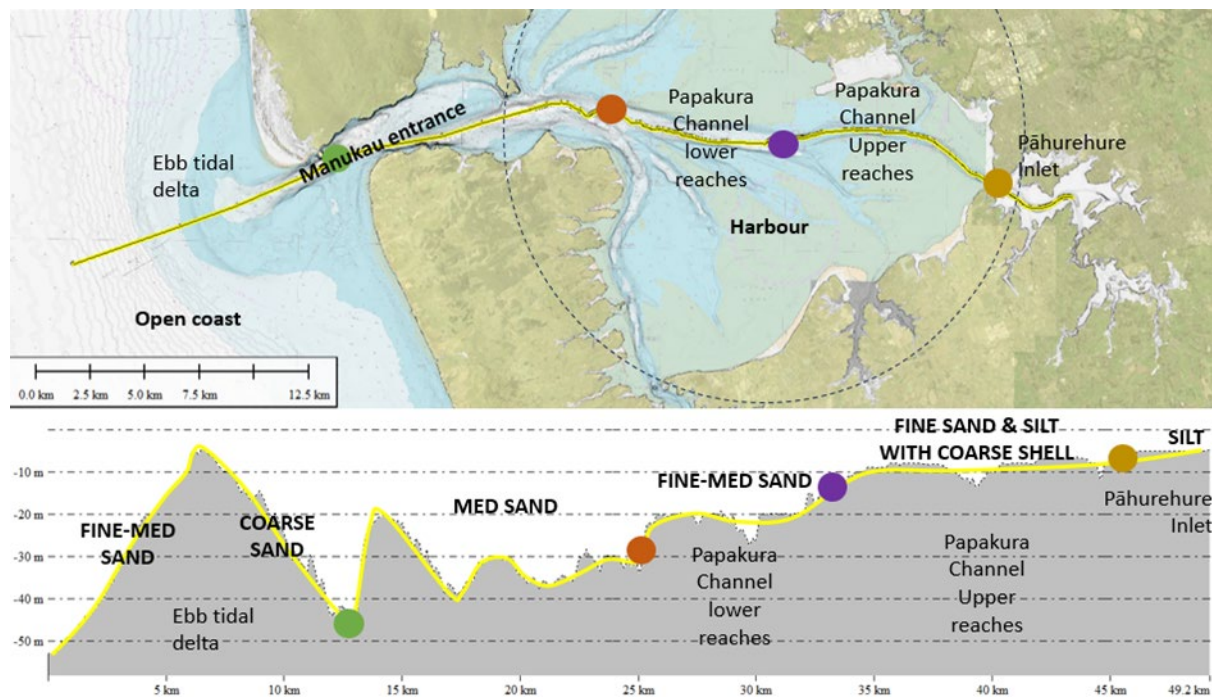 Ebb tidal
delta
Manukau entrance
Papakura
Channel
lower
reaches
Papakura
Channel
Upper
reaches
Pāhurehure
Inlet
Harbour
Open coast
0.0 km 2.5 km 5.0 km 7.5 km 12.5 km
-10 m
-20 m
-30 m
-40 m
-50 m
FINE-MED
SAND
COARSE
SAND
MED SAND
FINE-MED SAND
FINE SAND & SILT
WITH COARSE SHELL
SILT
Ebb tidal
delta
Papakura
Channel
lower
reaches
Papakura
Channel
Upper
reaches
Pāhurehure
Inlet
5 km 10 km 15 km 20 km 25 km 30 km 35 km 40 km 45 km 49.2 km